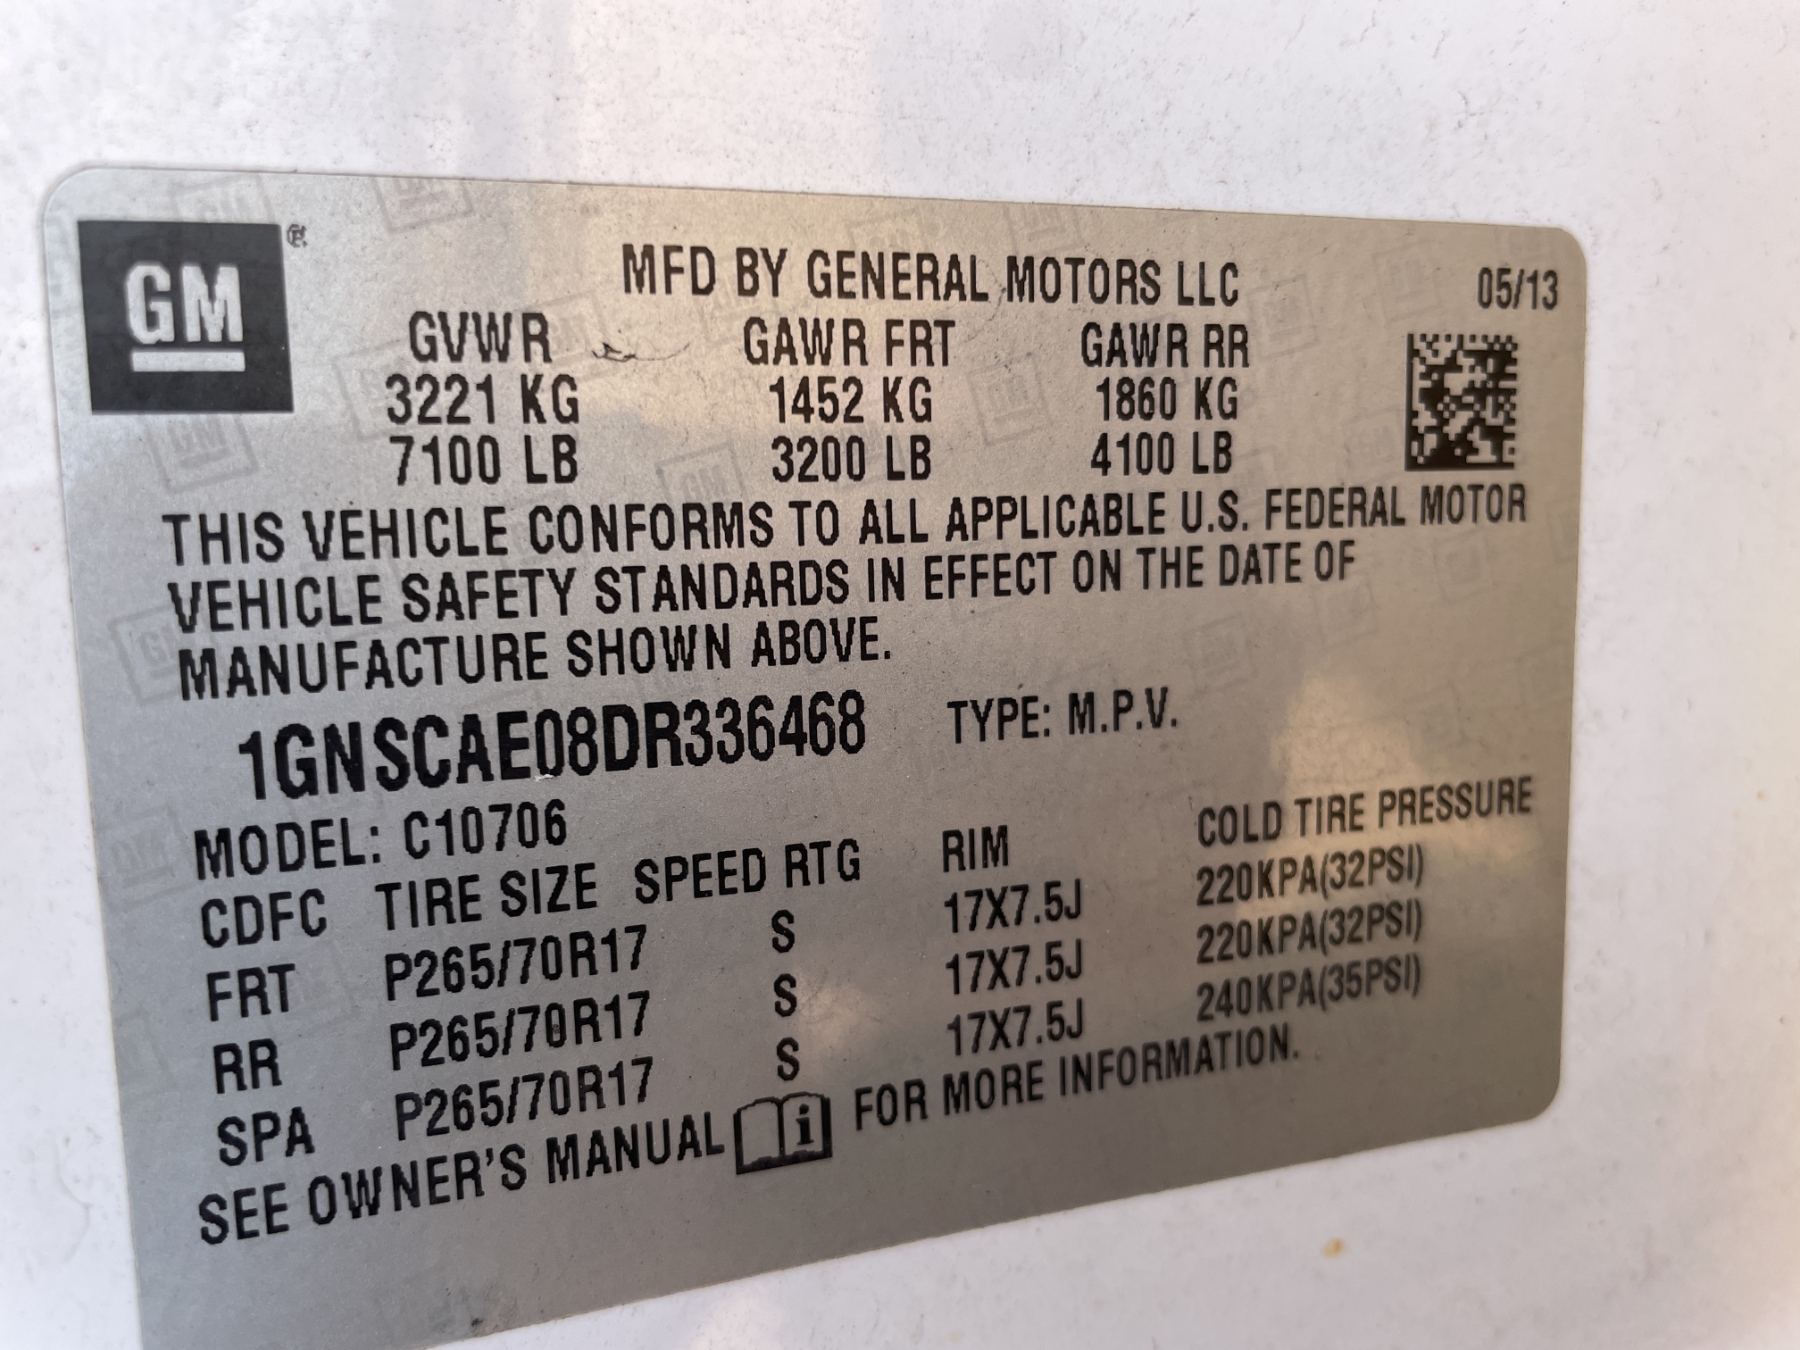 GM
MFD BY GENERAL MOTORS LLC 05/13
GVWR GAWR FRT GAWR RR
3221 KG 1452 KG 1860 KG
7100 LB 3200 LB 4100 LB
THIS VEHICLE CONFORMS TO ALL APPLICABLE U.S. FEDERAL MOTOR
VEHICLE SAFETY STANDARDS IN EFFECT ON THE DATE OF
MANUFACTURE SHOWN ABOVE.
1GNSCAE08DR336468 TYPE: M.P.V.
MODEL: C10706
CDFC TIRE SIZE SPEED RTG RIM COLD TIRE PRESSURE
FRT P265/70R17 S 17X7.5J 220KPA(32PSI)
RR P265/70R17 S 17X7.5J 220KPA(32PSI)
SPA P265/70R17 S 17X7.5J 240KPA(35PSI)
SEE OWNER'S MANUAL i FOR MORE INFORMATION.